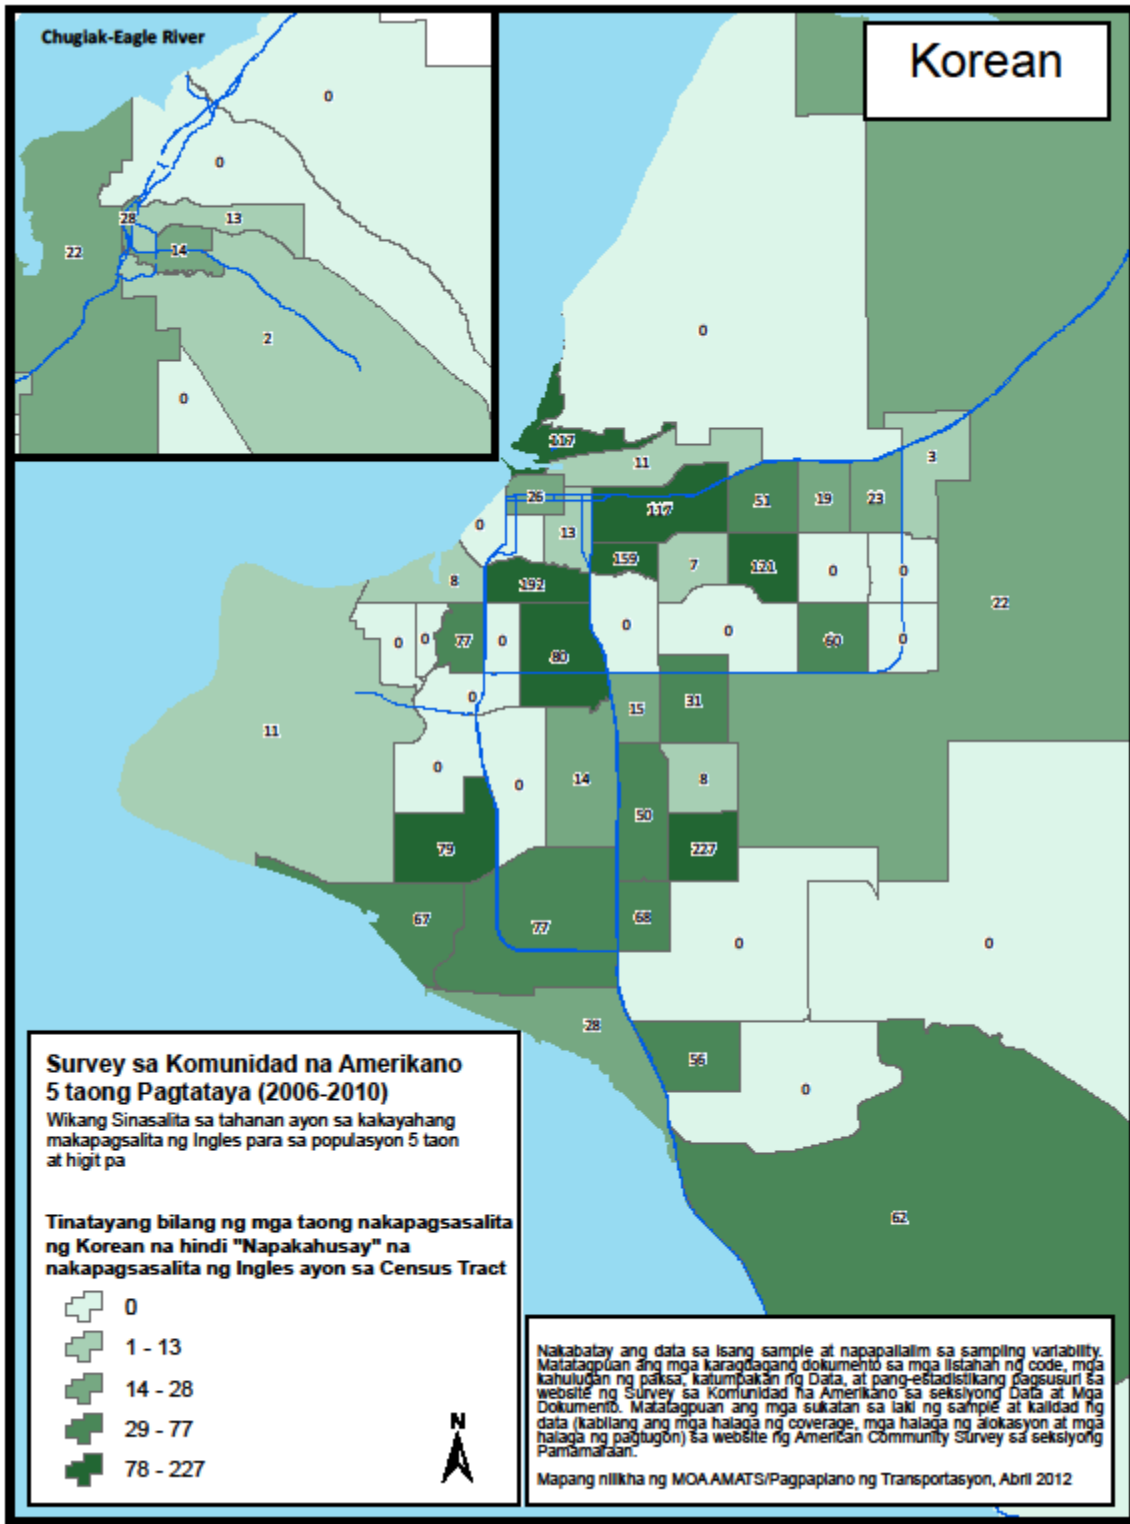 Chugiak-Eagle River
Korean
0
0
28
13
22
14
2
0
0
117
11
3
26
117
51
19
23
0
13
159
7
121
0
0
8
192
22
0
0
77
0
80
0
0
60
0
0
15
31
11
0
0
14
8
50
79
227
67
77
68
0
0
28
56
0
62
Survey sa Komunidad na Amerikano
5 taong Pagtataya (2006-2010)
Wikang Sinasalita sa tahanan ayon sa kakayahang
makapagsalita ng Ingles para sa populasyon 5 taon
at higit pa
Tinatayang bilang ng mga taong nakapagsasalita
ng Korean na hindi "Napakahusay" na
nakapagsasalita ng Ingles ayon sa Census Tract
0
1 - 13
14 - 28
29 - 77
78 - 227
N
Nakabatay ang data sa isang sample at napapailalim sa sampling variability.
Matatagpuan ang mga karagdagang dokumento sa mga listahan ng code, mga
kahulugan ng paksa, katumpakan ng Data, at pang-estadistikang pagsusuri sa
website ng Survey sa Komunidad na Amerikano sa seksiyong Data at Mga
Dokumento. Matatagpuan ang mga sukatan sa laki ng sample at kalidad ng
data (kabilang ang mga halaga ng coverage, mga halaga ng alokasyon at mga
halaga ng pagtugon) sa website ng American Community Survey sa seksiyong
Pamamaraan.
Mapang nilikha ng MOA AMATS/Pagpaplano ng Transportasyon, Abril 2012